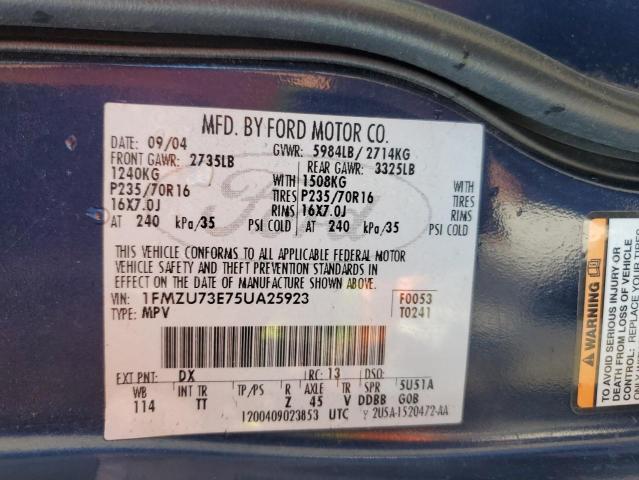 MFD. BY FORD MOTOR CO.
DATE: 09/04 GVWR: 5984LB/2714KG
FRONT GAWR: 2735LB REAR GAWR: 3325LB
1240KG WITH 1508KG WITH
P235/70R16 TIRES P235/70R16 TIRES
16X7.0J RIMS 16X7.0J RIMS
AT 240 kPa/35 PSI COLD AT 240 kPa/35 PSI COLD
Ford
THIS VEHICLE CONFORMS TO ALL APPLICABLE FEDERAL MOTOR
VEHICLE SAFETY AND THEFT PREVENTION STANDARDS IN
EFFECT ON THE DATE OF MANUFACTURE SHOWN ABOVE.
VIN: 1FMZU73E75UA25923 F0053
TYPE: MPV T0241
EXT PNT: DX RC: 13 DSO:
WB INT TR TP/PS R AXLE TR SPR 5U51A
114 TT Z 45 V DDBB GOB
1200409023853 UTC 2U5A-1520472-AA
WARNING
TO REDUCE THE
DEATH FROM
LOSS OF VEHICLE